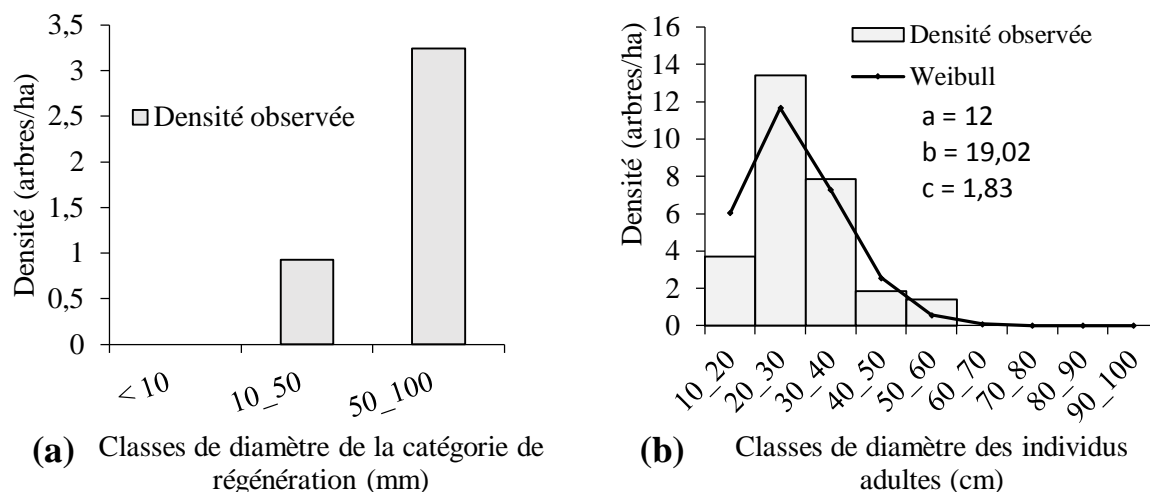 3,5
3
2,5
2
1,5
1
0,5
0
Densité (arbres/ha)
Densité observée
< 10
10_50
50_100
(a) Classes de diamètre de la catégorie de
régénération (mm)
16
14
12
10
8
6
4
2
0
Densité (arbres/ha)
Densité observée
Weibull
a = 12
b = 19,02
c = 1,83
10_20
20_30
30_40
40_50
50_60
60_70
70_80
80_90
90_100
(b) Classes de diamètre des individus
adultes (cm)